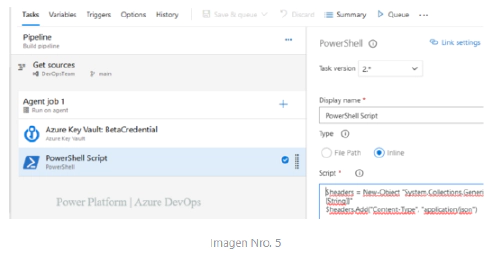 Tasks Variables Triggers Options History Save & queue Discard Summary Queue ...
Pipeline
Build pipeline
...
Get sources
DevOpsTeam main
Agent job 1
Run on agent
+
Azure Key Vault: BetaCredential
Azure Key Vault
PowerShell Script
PowerShell
Power Platform | Azure DevOps
PowerShell
Link settings
Task version 2.*
Display name *
PowerShell Script
Type
File Path Inline
Script *
$headers = New-Object "System.Collections.Generi
[String]]"
$headers.Add("Content-Type", "application/json")
Imagen Nro. 5